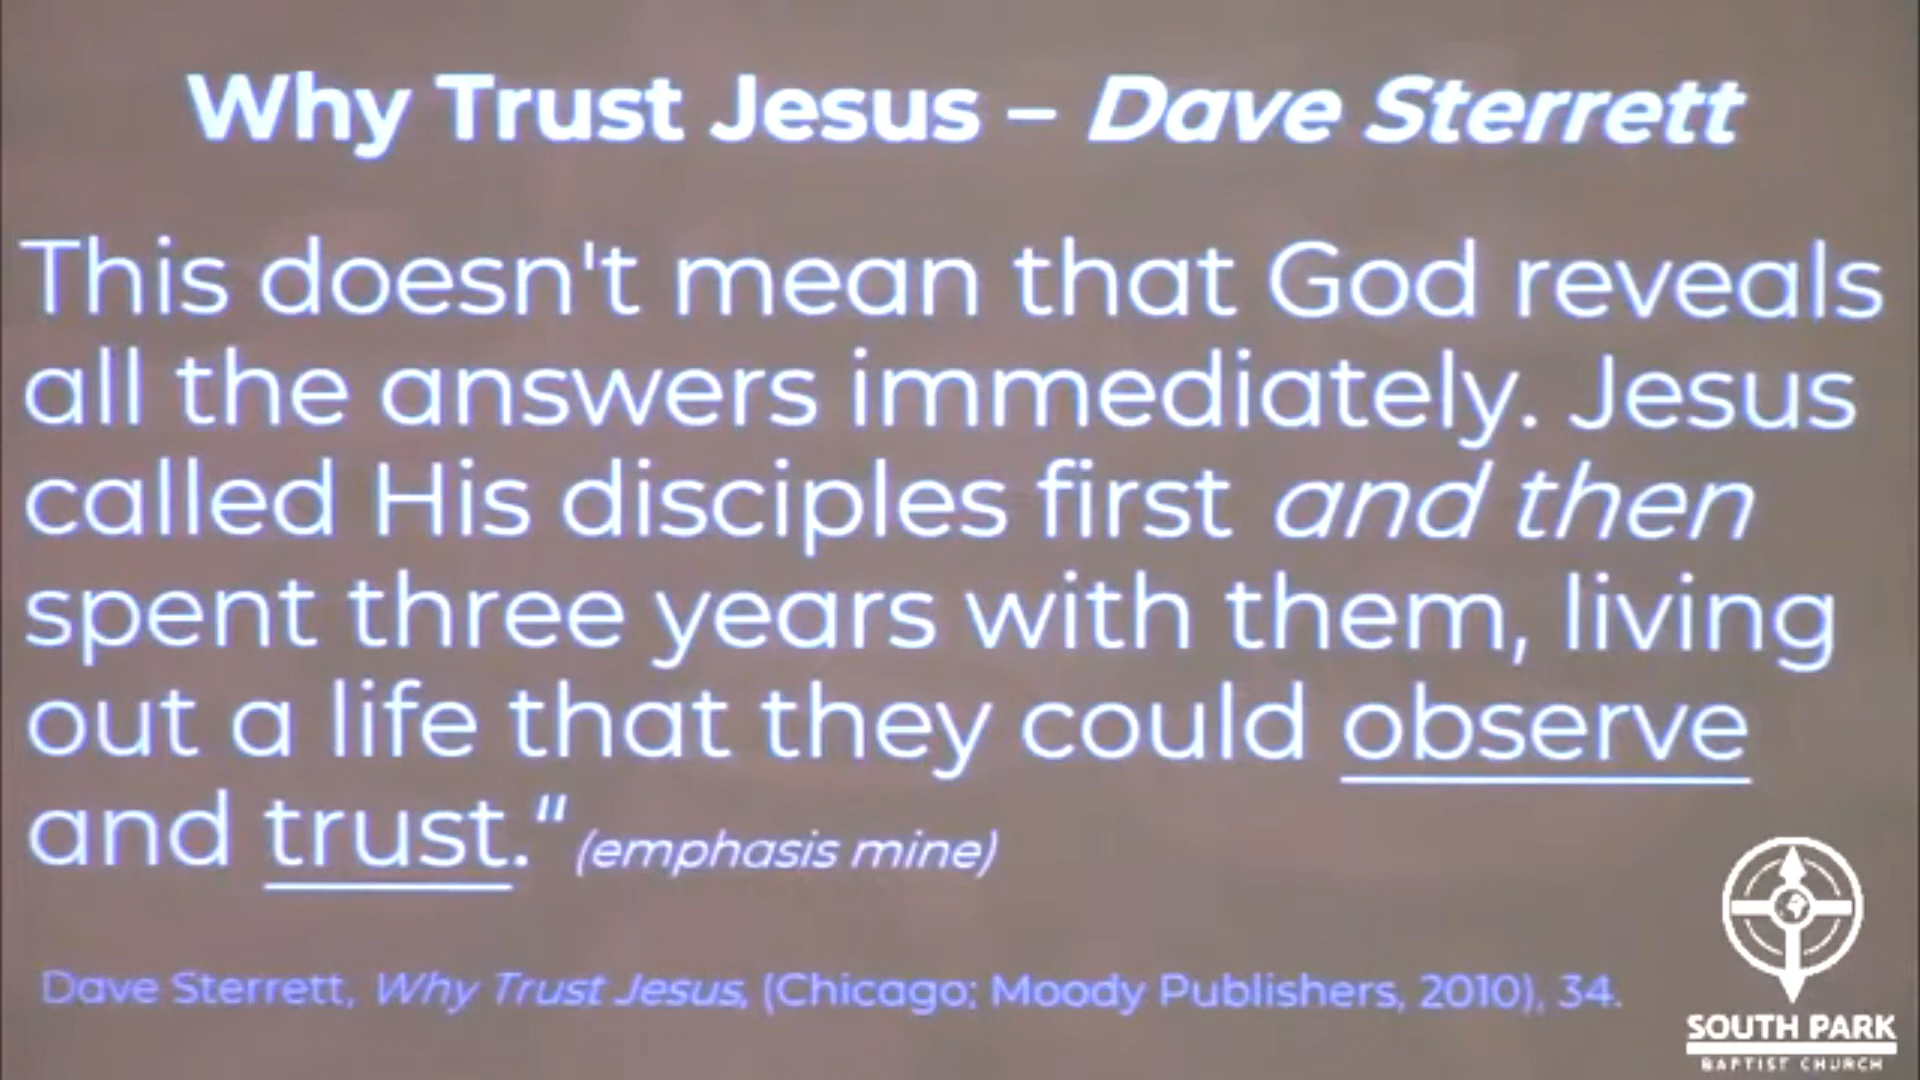 Why Trust Jesus – Dave Sterrett
This doesn't mean that God reveals
all the answers immediately. Jesus
called His disciples first and then
spent three years with them, living
out a life that they could observe
and trust." (emphasis mine)
Dave Sterrett, Why Trust Jesus, (Chicago; Moody Publishers, 2010), 34.
SOUTH PARK
BAPTIST CHURCH